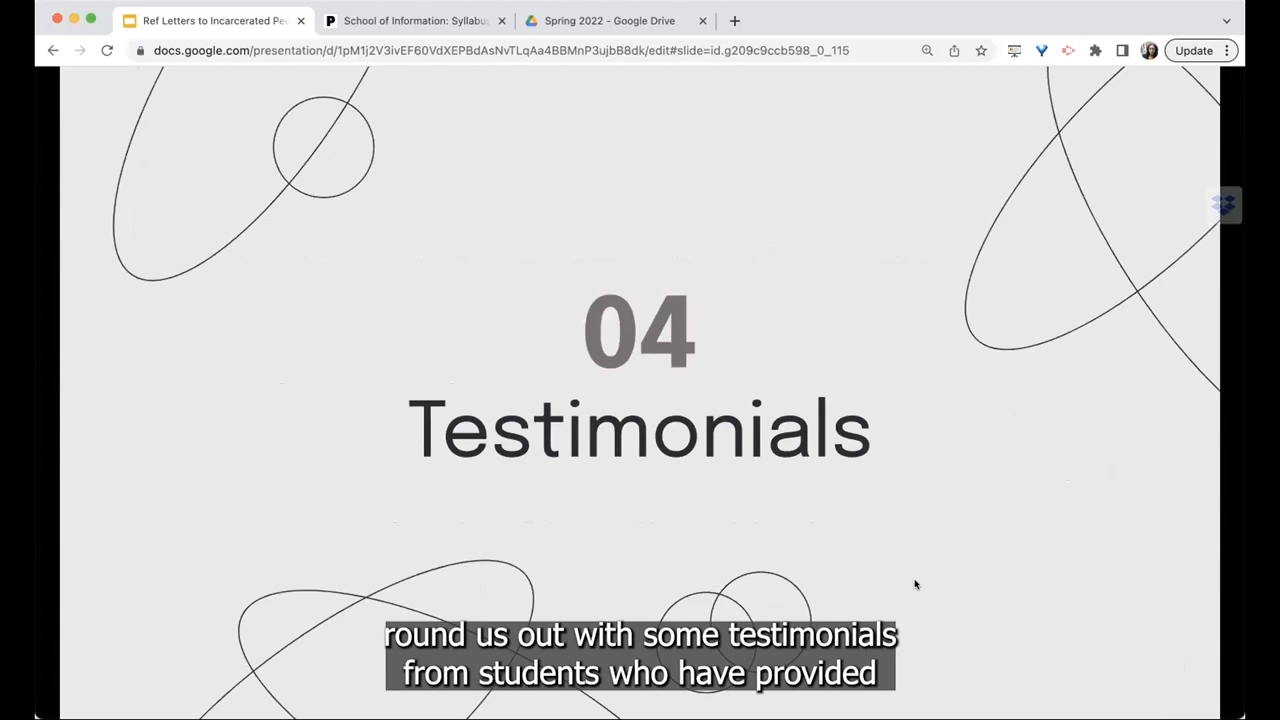 Ref Letters to Incarcerated Pe
School of Information: Syllabus
Spring 2022 - Google Drive
docs.google.com/presentation/d/1pM1j2V3ivEF60VdXEPBdAsNvTLqAa4BBMnP3ujbB8dk/edit#slide=id.g209c9ccb598_0_115
Update
04
Testimonials
round us out with some testimonials
from students who have provided